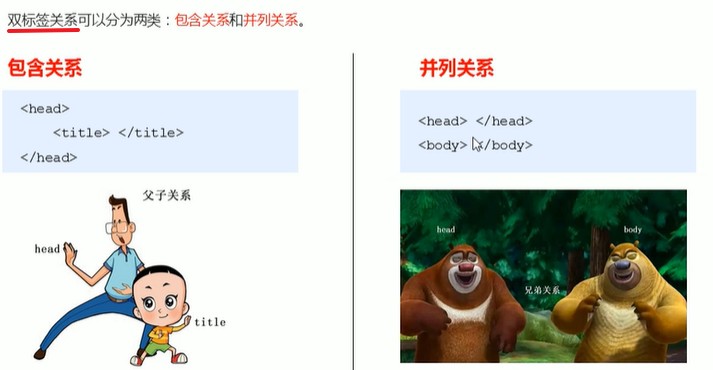 双标签关系可以分为两类：包含关系和并列关系。
包含关系
<head>
    <title> </title>
</head>
父子关系
head
title
并列关系
<head> </head>
<body> </body>
head
body
兄弟关系